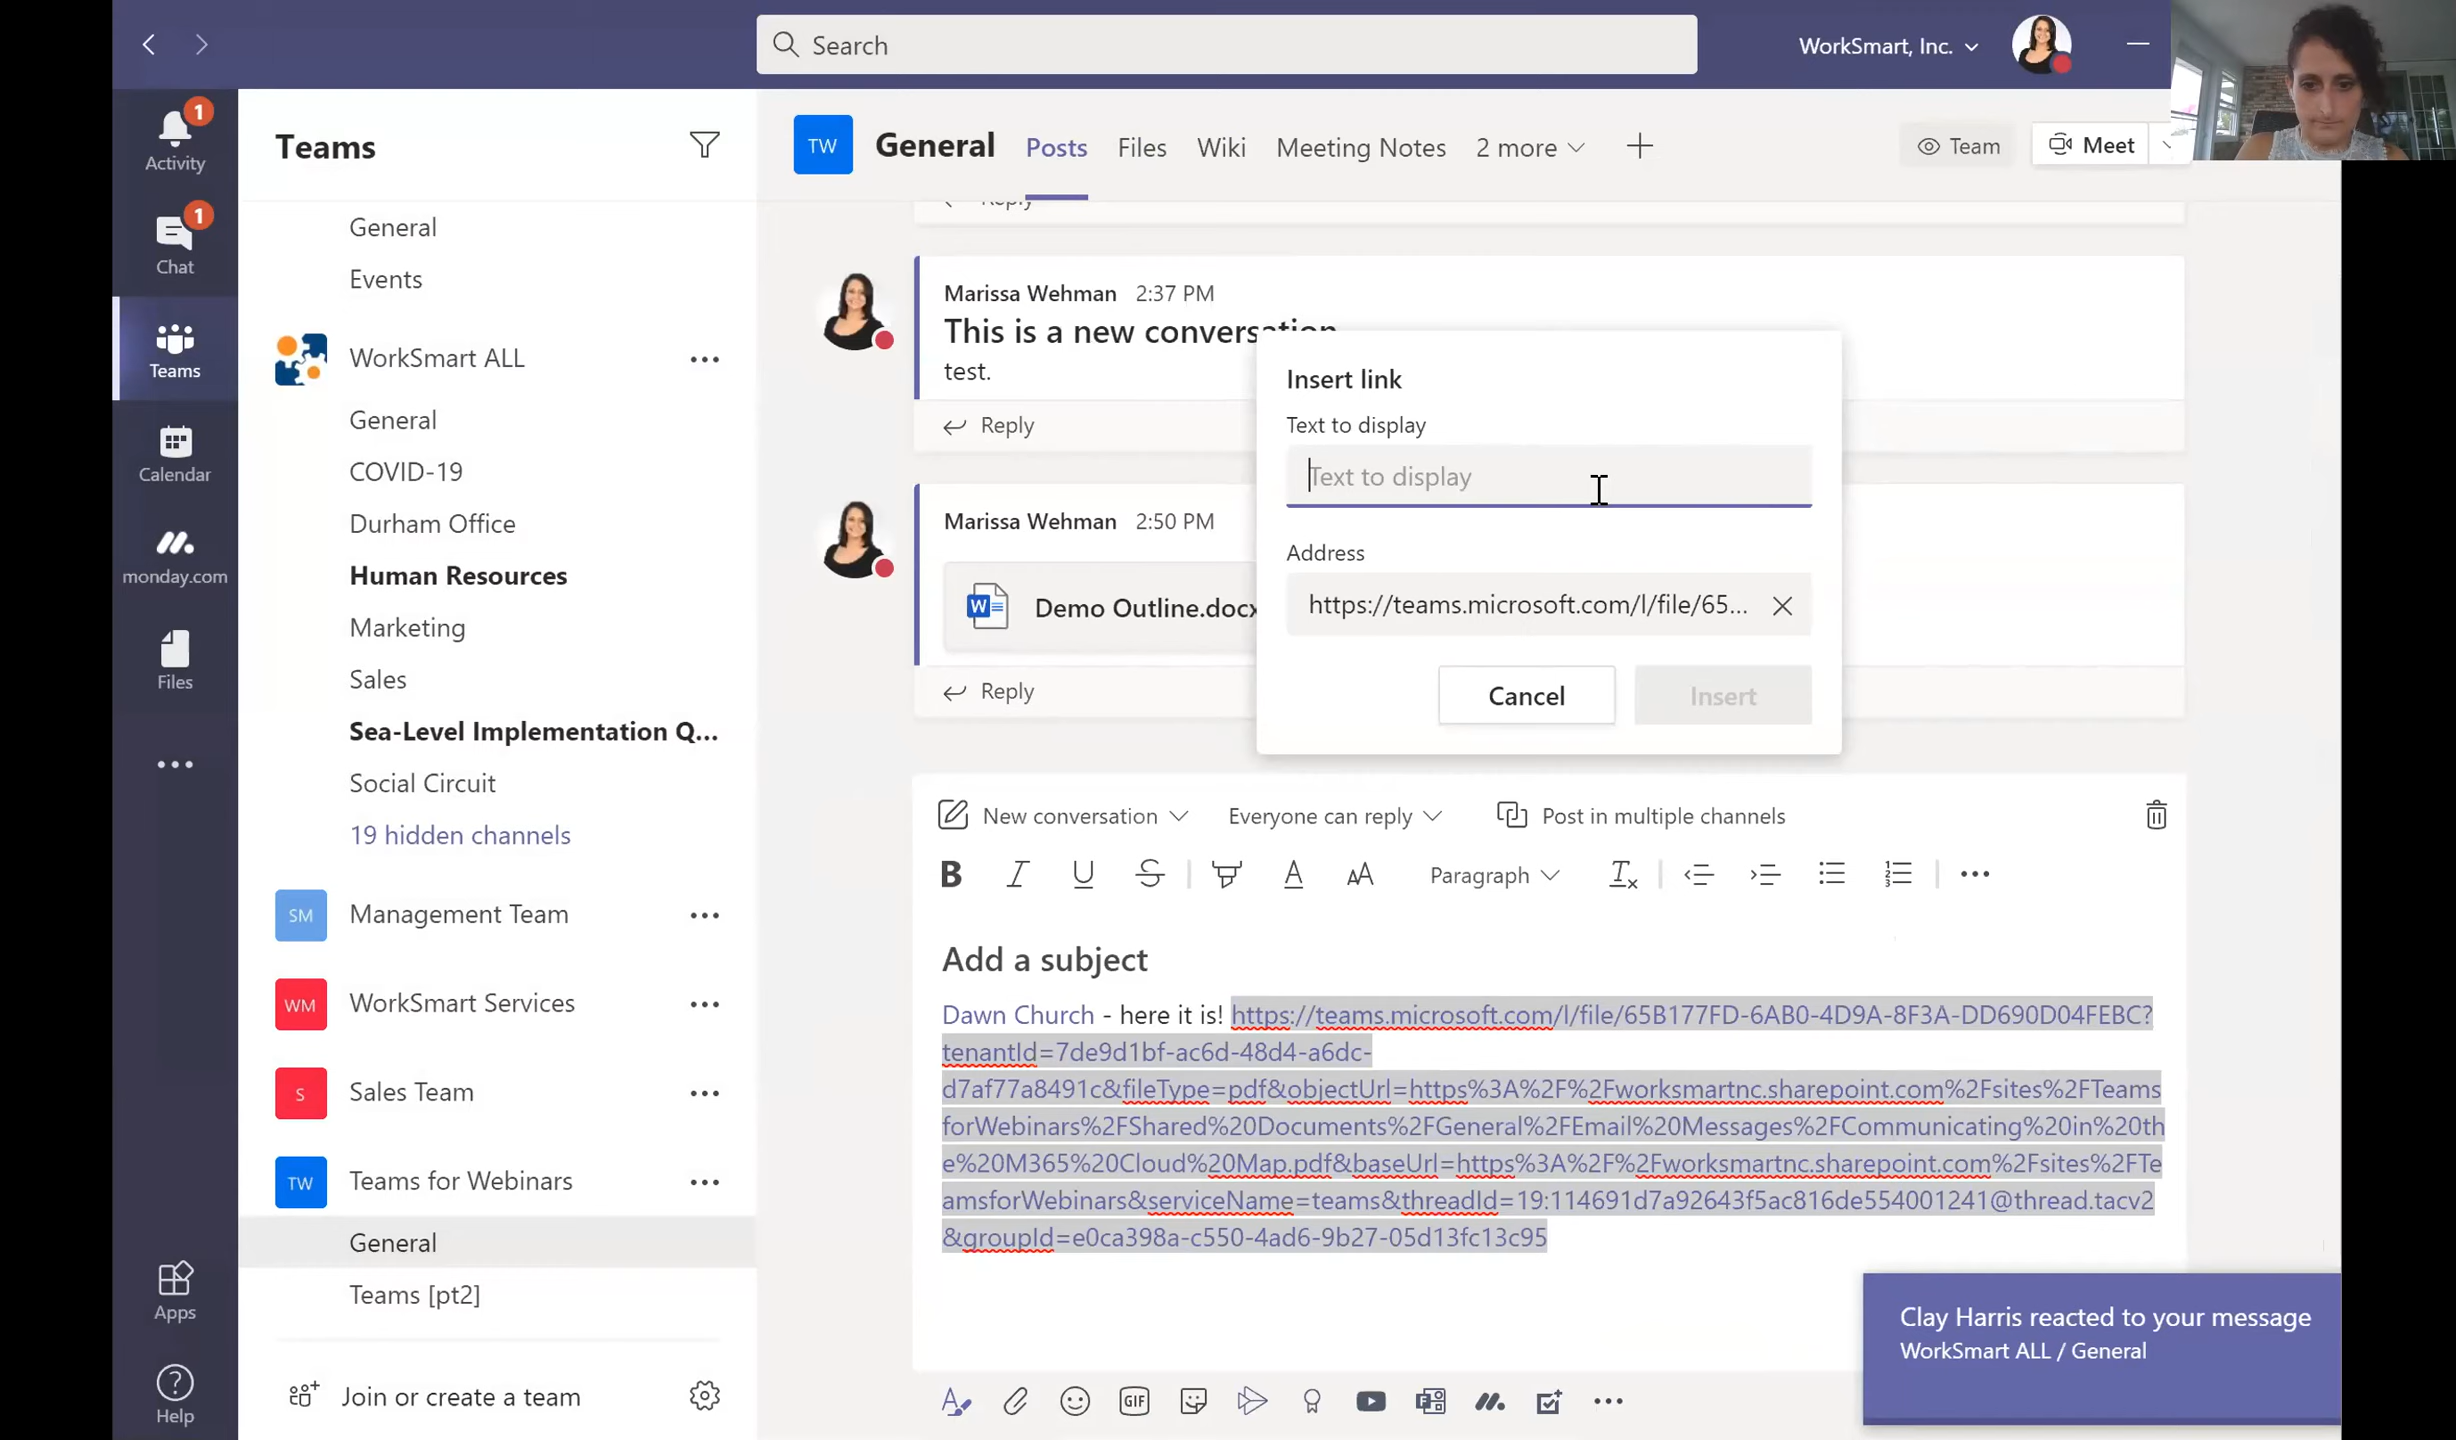 Search
WorkSmart, Inc.
1
Activity
1
Chat
Teams
Calendar
monday.com
Files
Apps
Help
Teams
General
Events
WorkSmart ALL
General
COVID-19
Durham Office
Human Resources
Marketing
Sales
Sea-Level Implementation Q...
Social Circuit
19 hidden channels
SM Management Team
WM WorkSmart Services
S Sales Team
TW Teams for Webinars
General
Teams [pt2]
Join or create a team
TW General Posts Files Wiki Meeting Notes 2 more
Team
Meet
Reply
Marissa Wehman 2:37 PM
This is a new conversation
test.
Reply
Marissa Wehman 2:50 PM
Demo Outline.docx
Reply
Insert link
Text to display
Text to display
Address
https://teams.microsoft.com/l/file/65...
Cancel Insert
New conversation Everyone can reply Post in multiple channels
B I U S A AA Paragraph
Add a subject
Dawn Church - here it is! https://teams.microsoft.com/l/file/65B177FD-6AB0-4D9A-8F3A-DD690D04FEBC?
tenantId=7de9d1bf-ac6d-48d4-a6dc-
d7af77a8491c&fileType=pdf&objectUrl=https%3A%2F%2Fworksmartnc.sharepoint.com%2Fsites%2FTeams
forWebinars%2FShared%20Documents%2FGeneral%2FEmail%20Messages%2FCommunicating%20in%20th
e%20M365%20Cloud%20Map.pdf&baseUrl=https%3A%2F%2Fworksmartnc.sharepoint.com%2Fsites%2FTe
amsforWebinars&serviceName=teams&threadId=19:114691d7a92643f5ac816de554001241@thread.tacv2
&groupId=e0ca398a-c550-4ad6-9b27-05d13fc13c95
GIF
Clay Harris reacted to your message
WorkSmart ALL / General